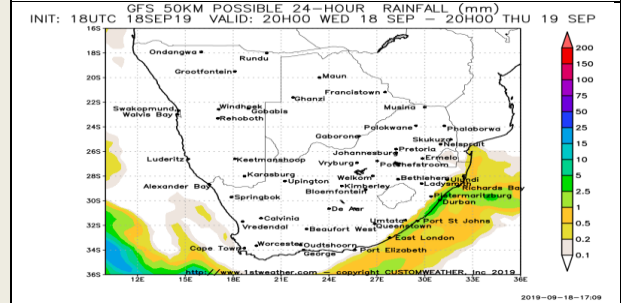 GFS 50KM POSSIBLE 24-HOUR RAINFALL (mm)
INIT: 18UTC 18SEP19 VALID: 20H00 WED 18 SEP – 20H00 THU 19 SEP
16S
Ondangwa
Rundu
18S
Grootfontein
Maun
20S
Francistown
Ghanzi
22S
Musina
Swakopmund
Windhoek
Gobabis
Walvis Bay
Rehoboth
24S
Polokwane
Phalaborwa
Gaborone
Skukuza
Nelspruit
Johannesburg
Pretoria
26S
Luderitz
Keetmanshoop
Vryburg
Potchefstroom
Ermelo
28S
Karasburg
Upington
Welkom
Bethlehem
Ulundi
Alexander Bay
Kimberley
Ladysmith
Richards Bay
Bloemfontein
Springbok
Pietermaritzburg
30S
Durban
De Aar
Calvinia
Umtata
Port St Johns
32S
Vredendal
Beaufort West
Queenstown
East London
34S
Cape Town
Worcester
Oudtshoorn
George
Port Elizabeth
36S
http://www.1stweather.com – copyright CUSTOMWEATHER, Inc 2019
12E 15E 18E 21E 24E 27E 30E 33E 36E
200
150
100
75
50
25
20
15
10
5
2.5
1
0.5
0.2
0.1
2019-09-18-17:09